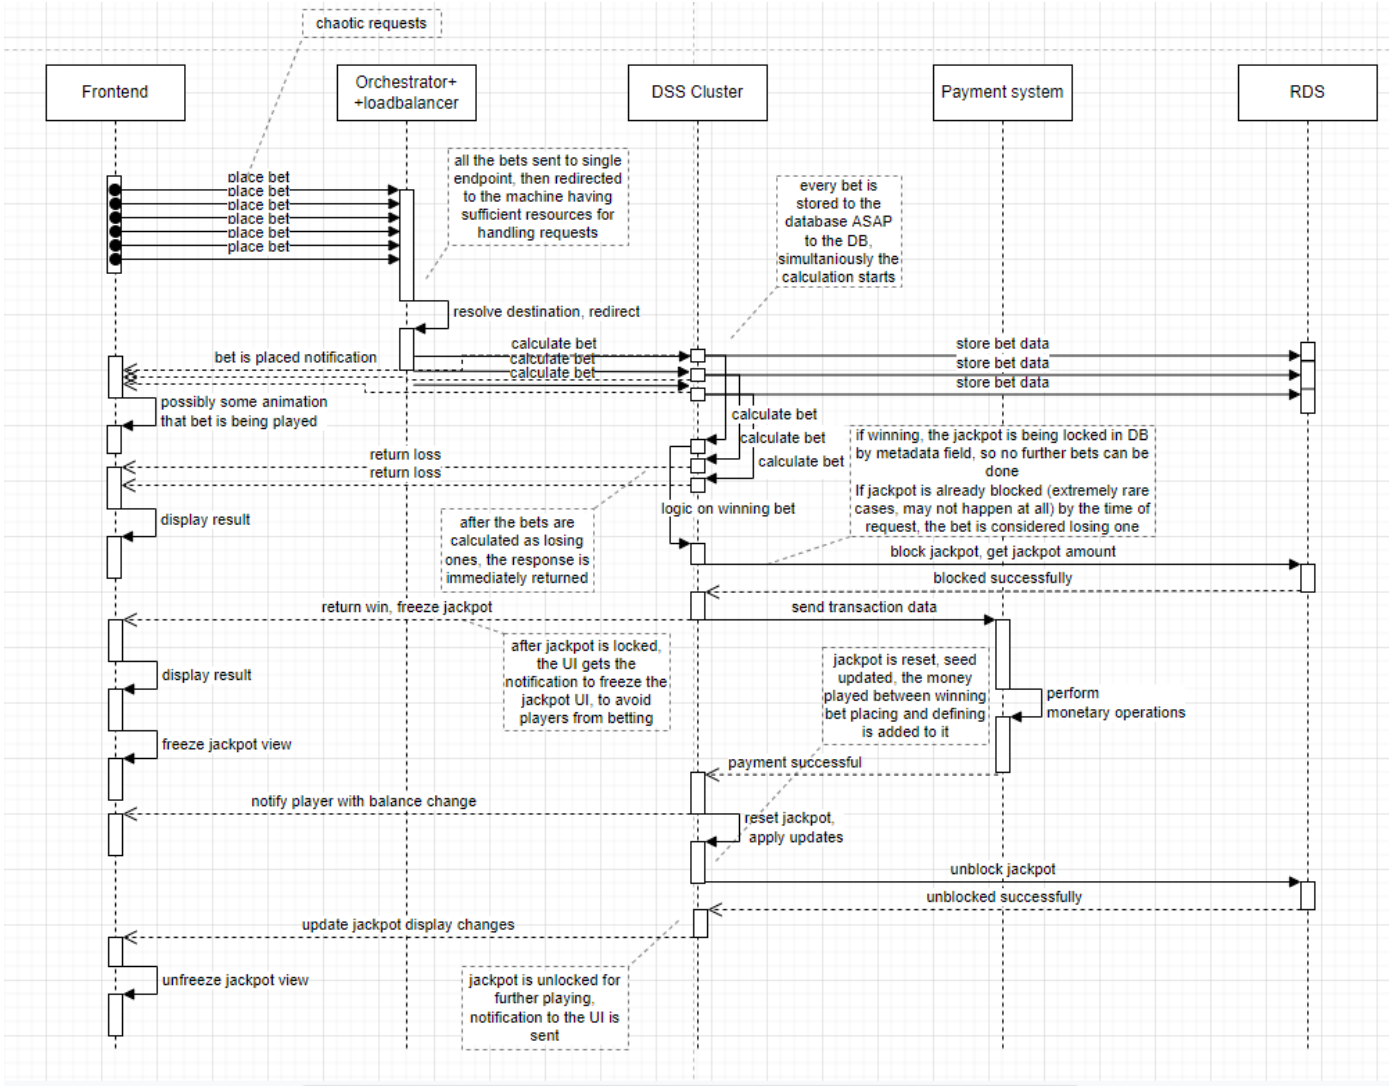 chaotic requests
Frontend
Orchestrator+
+loadbalancer
DSS Cluster
Payment system
RDS
all the bets sent to single
endpoint, then redirected
to the machine having
sufficient resources for
handling requests
place bet
place bet
place bet
place bet
place bet
place bet
every bet is
stored to the
database ASAP
to the DB,
simultaniously the
calculation starts
resolve destination, redirect
calculate bet
calculate bet
calculate bet
store bet data
store bet data
store bet data
bet is placed notification
possibly some animation
that bet is being played
calculate bet
calculate bet
calculate bet
if winning, the jackpot is being locked in DB
by metadata field, so no further bets can be
done
If jackpot is already blocked (extremely rare
cases, may not happen at all) by the time of
request, the bet is considered losing one
return loss
return loss
logic on winning bet
display result
after the bets are
calculated as losing
ones, the response is
immediately returned
block jackpot, get jackpot amount
blocked successfully
return win, freeze jackpot
send transaction data
after jackpot is locked,
the UI gets the
notification to freeze the
jackpot UI, to avoid
players from betting
jackpot is reset, seed
updated, the money
played between winning
bet placing and defining
is added to it
display result
perform
monetary operations
freeze jackpot view
payment successful
notify player with balance change
reset jackpot,
apply updates
unblock jackpot
unblocked successfully
update jackpot display changes
unfreeze jackpot view
jackpot is unlocked for
further playing,
notification to the UI is
sent